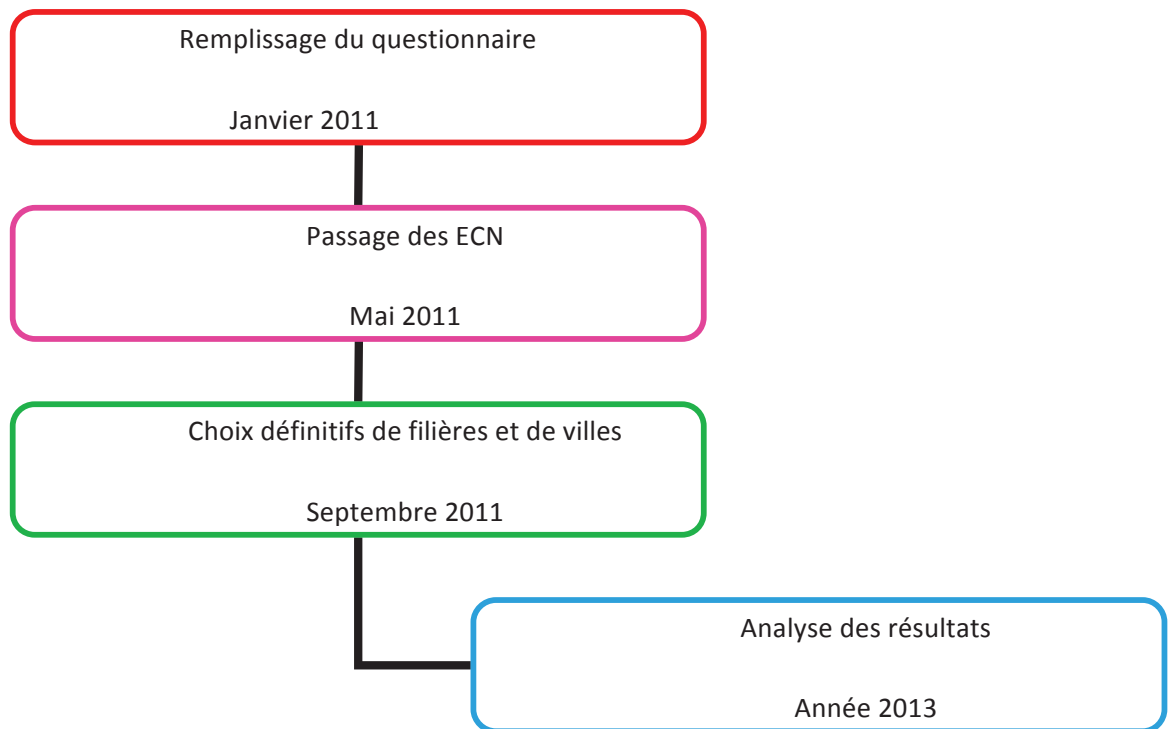 Remplissage du questionnaire
Janvier 2011
Passage des ECN
Mai 2011
Choix définitifs de filières et de villes
Septembre 2011
Analyse des résultats
Année 2013